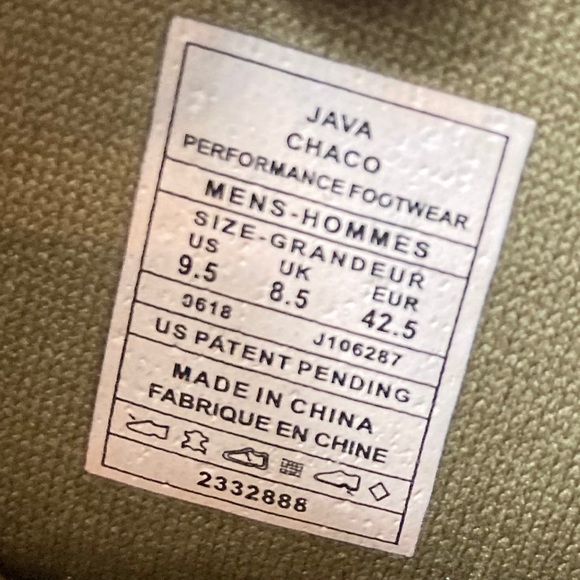 JAVA
CHACO
PERFORMANCE FOOTWEAR
MENS-HOMMES
SIZE-GRANDEUR
US UK EUR
9.5 8.5 42.5
0618 J106287
US PATENT PENDING
MADE IN CHINA
FABRIQUE EN CHINE
2332888